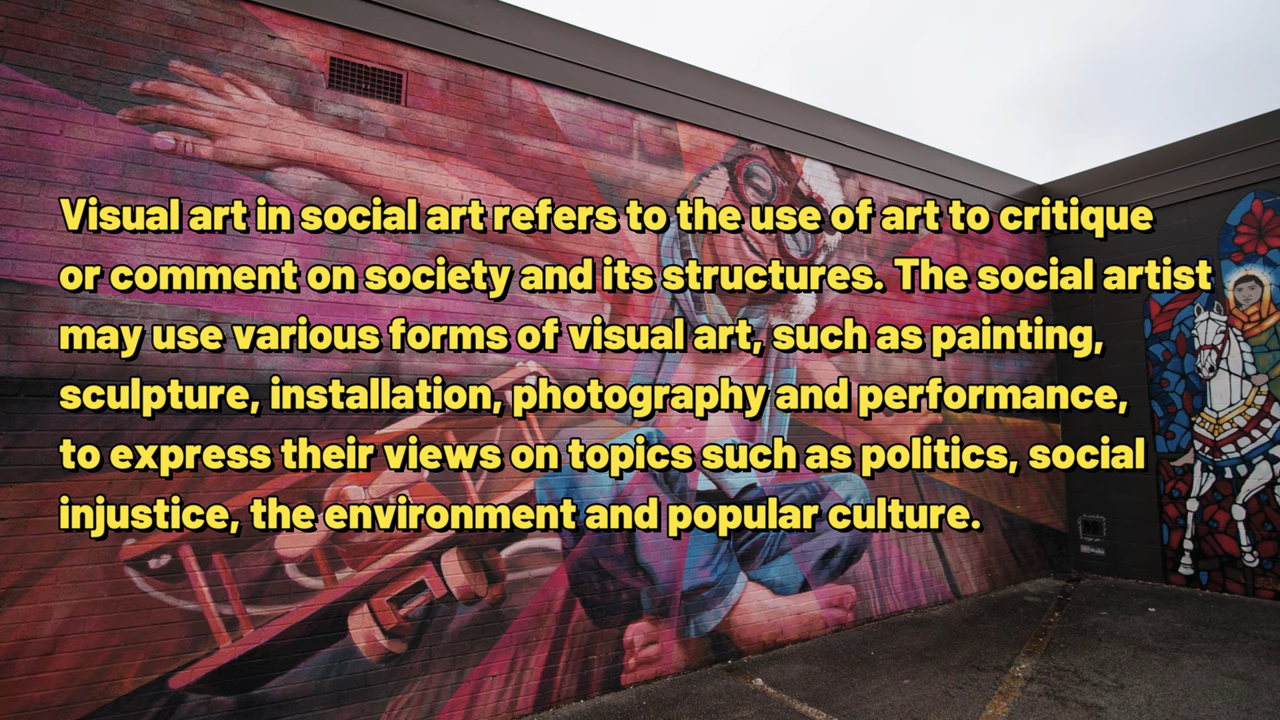 Visual art in social art refers to the use of art to critique
or comment on society and its structures. The social artist
may use various forms of visual art, such as painting,
sculpture, installation, photography and performance,
to express their views on topics such as politics, social
injustice, the environment and popular culture.